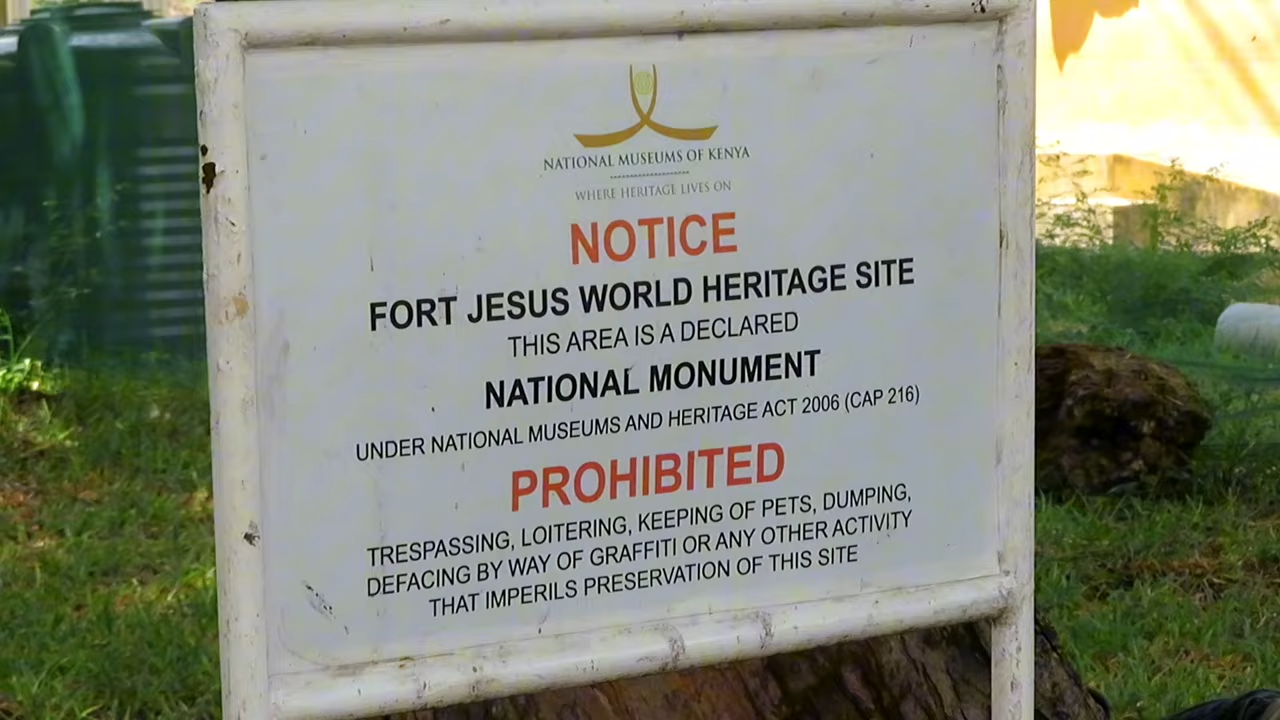 NATIONAL MUSEUMS OF KENYA
WHERE HERITAGE LIVES ON
NOTICE
FORT JESUS WORLD HERITAGE SITE
THIS AREA IS A DECLARED
NATIONAL MONUMENT
UNDER NATIONAL MUSEUMS AND HERITAGE ACT 2006 (CAP 216)
PROHIBITED
TRESPASSING, LOITERING, KEEPING OF PETS, DUMPING,
DEFACING BY WAY OF GRAFFITI OR ANY OTHER ACTIVITY
THAT IMPERILS PRESERVATION OF THIS SITE